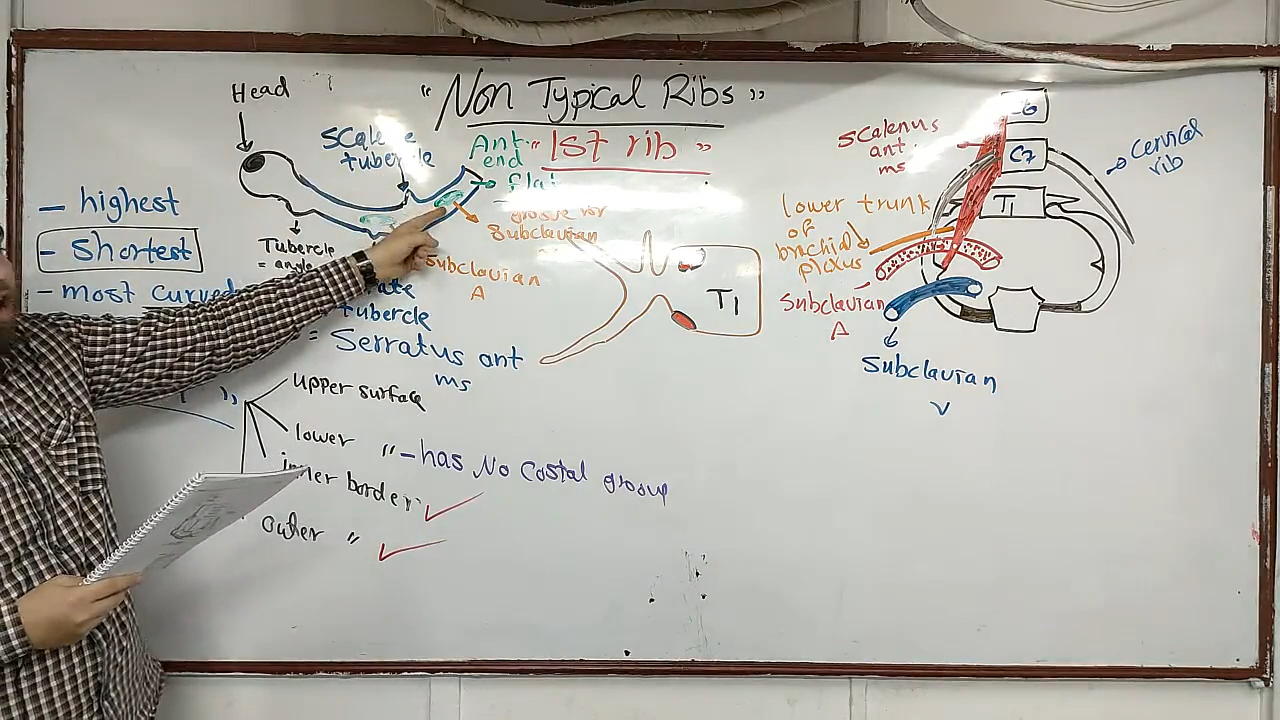 "Non Typical Ribs"
"1st rib"
Head
Scale e
tubercle
Ant.
end
flat
groove for
Subclavian
Tubercle
= angle
Subclavian
A
tubercle
= Serratus ant
ms
- highest
- shortest
- most curved
upper surface
lower " - has No costal groove
inner border
outer "
T1
Scalenus
ant.
ms
C7
T1
cervical
rib
lower trunk
of
brachial
plexus
Subclavian
A
Subclavian
V